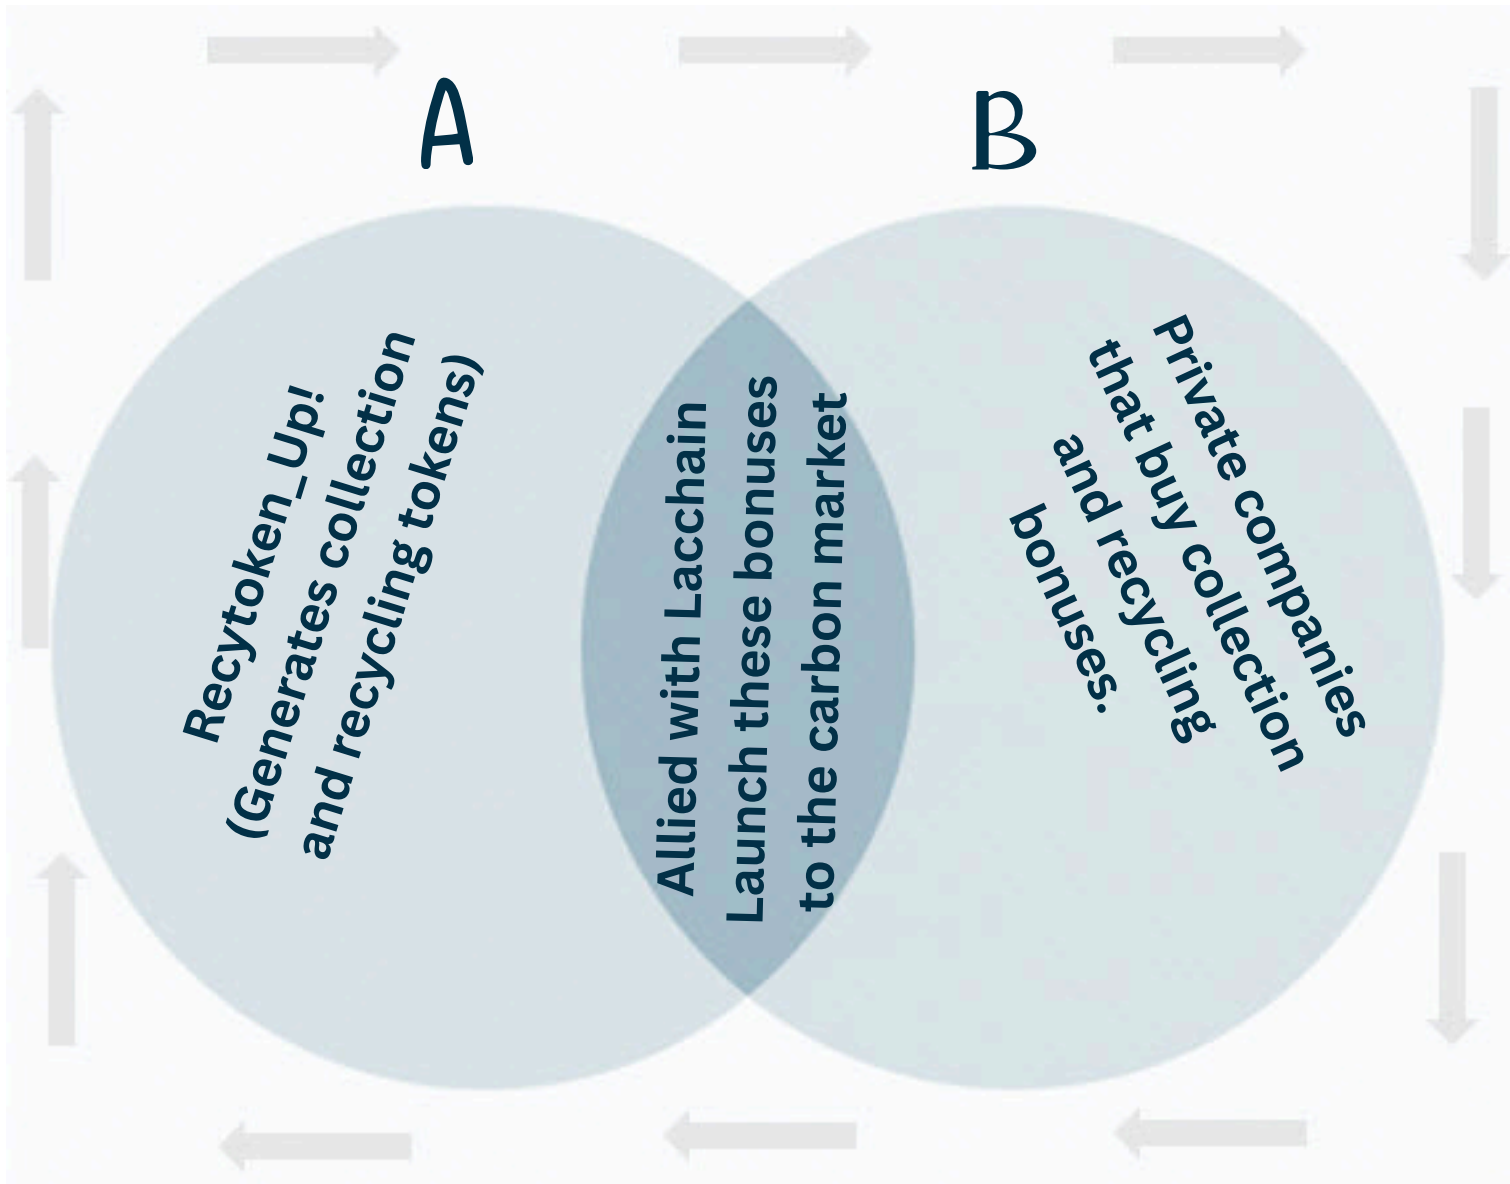 A
B
Recytoken_Up!
(Generates collection
and recycling tokens)
Allied with Lacchain
Launch these bonuses
to the carbon market
Private companies
that buy collection
and recycling
bonuses.